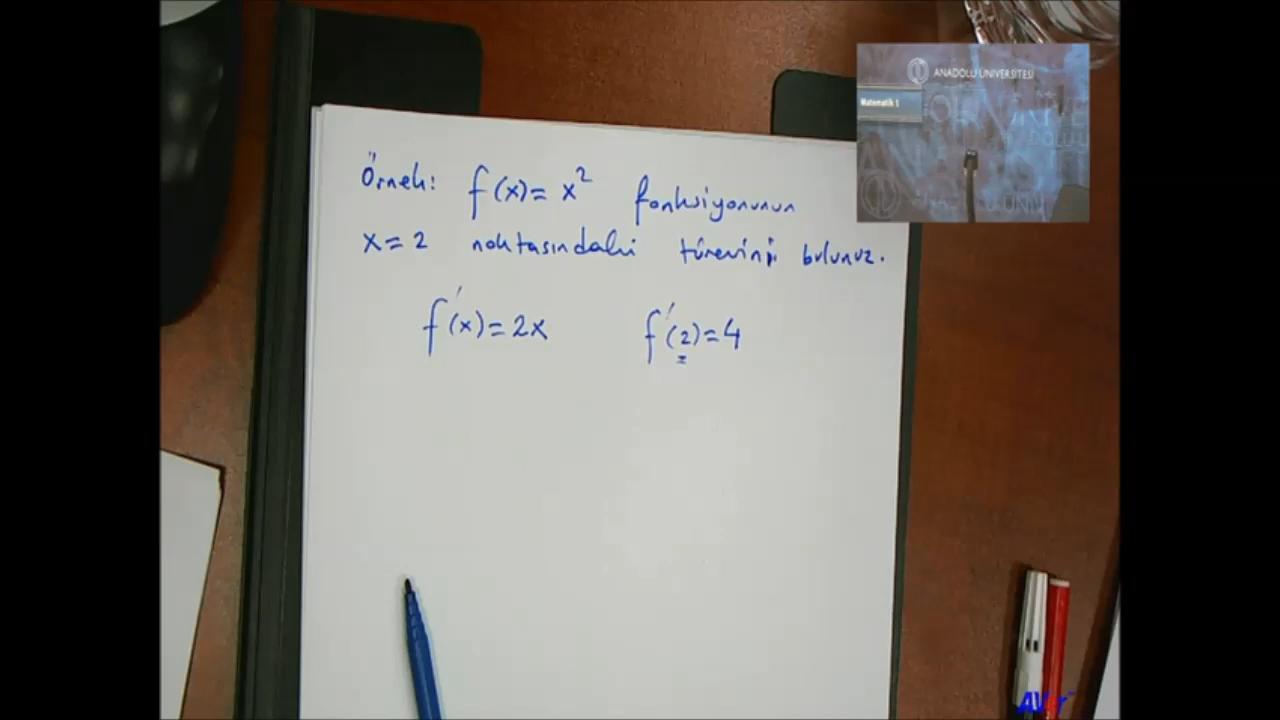 ANADOLU ÜNİVERSİTESİ
Matematik 1
Örnek: f(x) = x² fonksiyonunun
x = 2 noktasındaki türevini bulunuz.
f'(x) = 2x f'(2) = 4